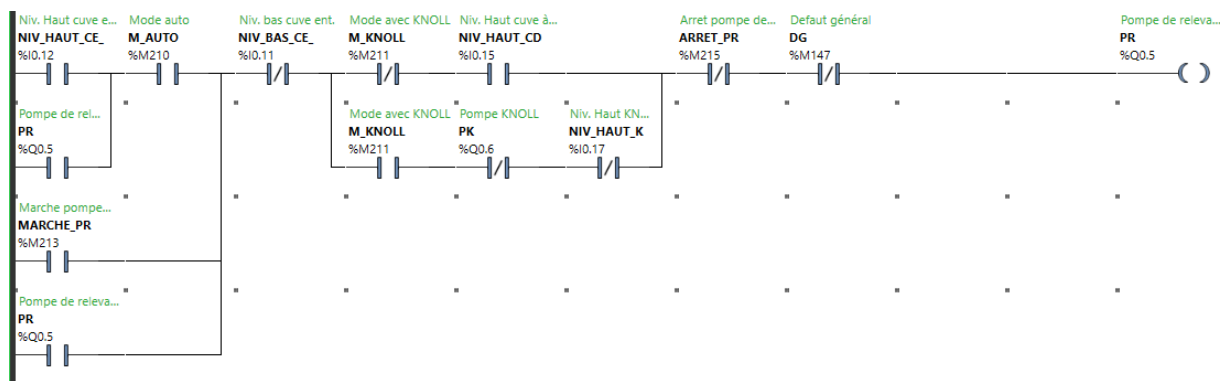 Niv. Haut cuve e... Mode auto Niv. bas cuve ent. Mode avec KNOLL Niv. Haut cuve à... Arret pompe de... Defaut général Pompe de releva...
NIV_HAUT_CE_ M_AUTO NIV_BAS_CE_ M_KNOLL NIV_HAUT_CD ARRET_PR DG PR
%I0.12 %M210 %I0.11 %M211 %I0.15 %M215 %M147 %Q0.5
Pompe de rel... Mode avec KNOLL Pompe KNOLL Niv. Haut KN...
PR M_KNOLL PK NIV_HAUT_K
%Q0.5 %M211 %Q0.6 %I0.17
Marche pompe...
MARCHE_PR
%M213
Pompe de releva...
PR
%Q0.5